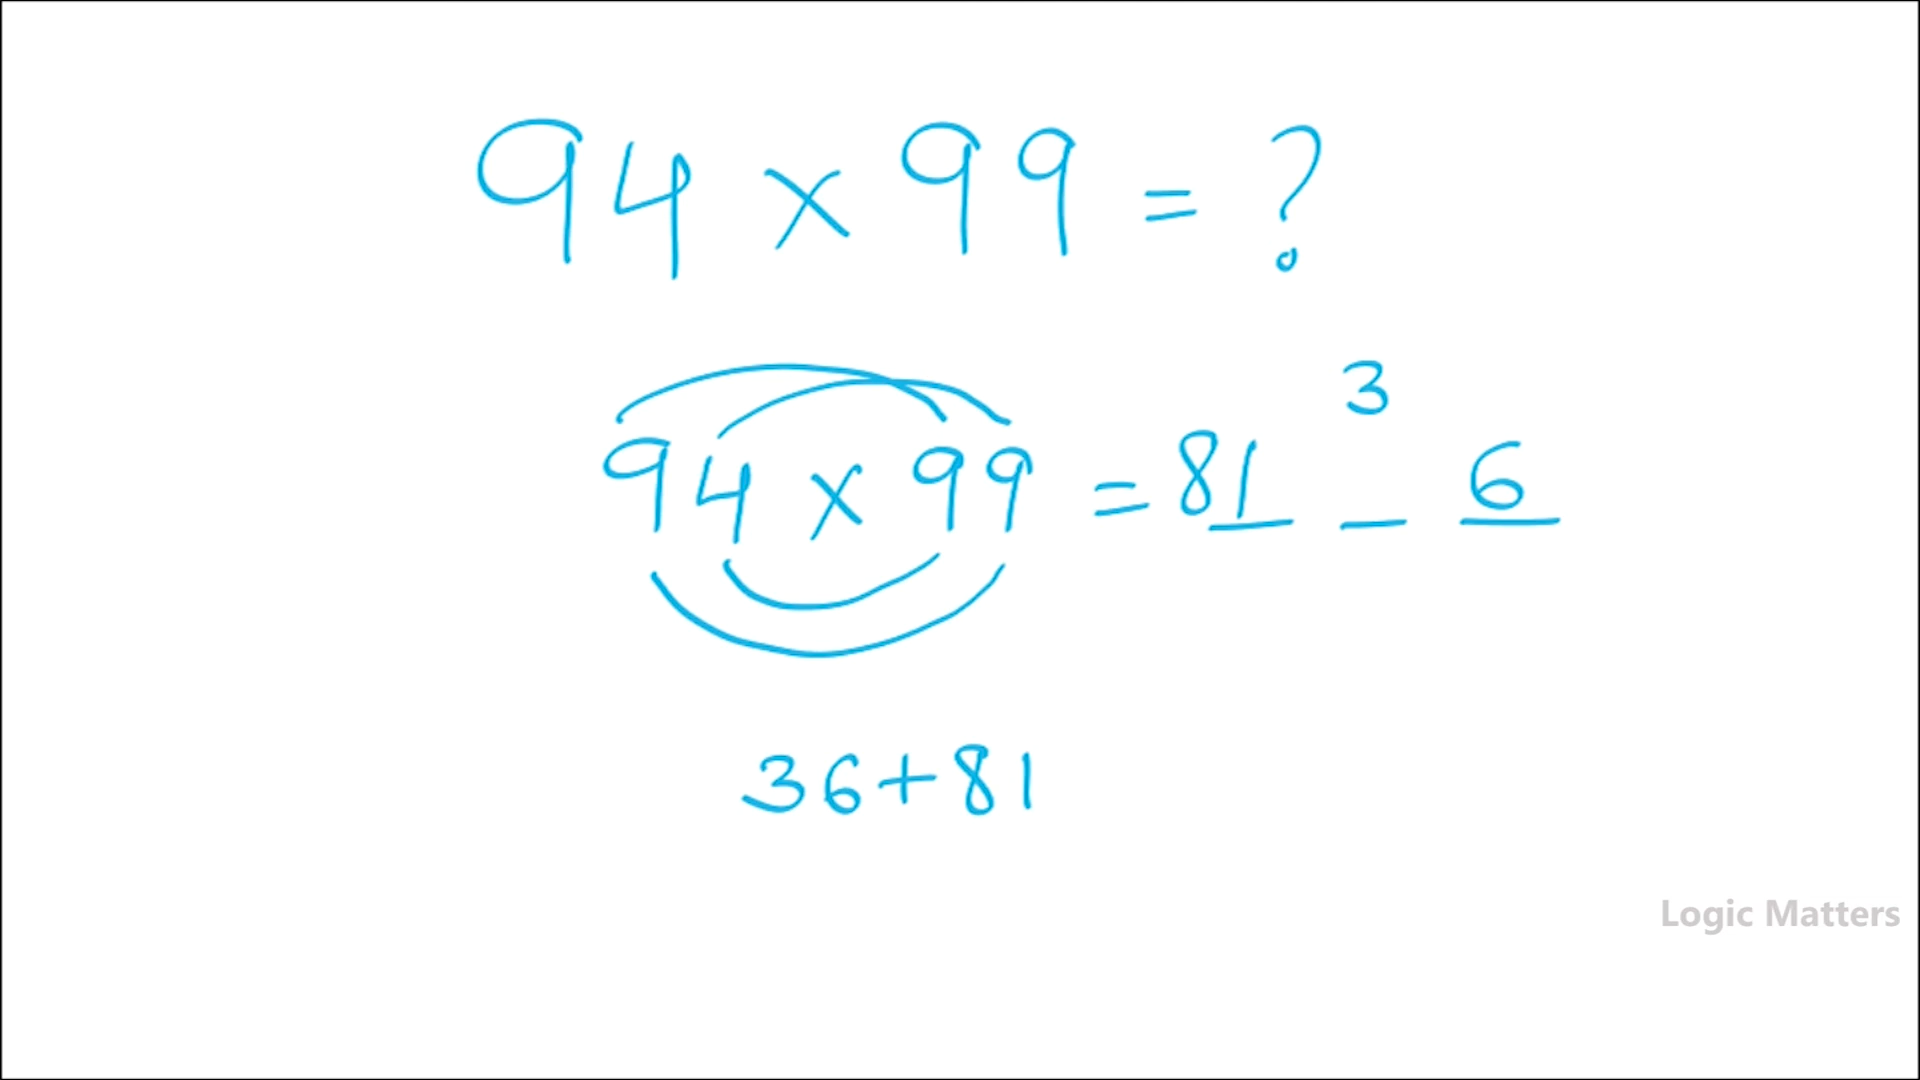 94 × 99 = ?
3
94 × 99 = 81 _ 6
36+81
Logic Matters